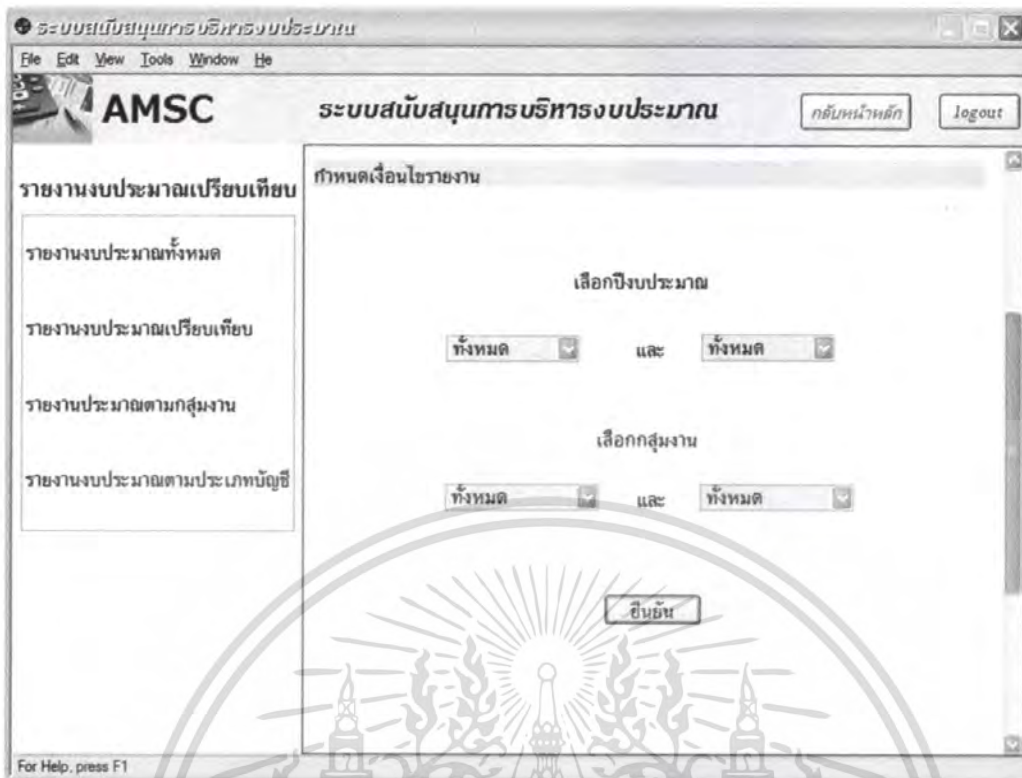 ระบบสนับสนุนการบริหารงบประมาณ
File Edit View Tools Window He
AMSC
ระบบสนับสนุนการบริหารงบประมาณ
กลับหน้าหลัก
logout
รายงานงบประมาณเปรียบเทียบ
รายงานงบประมาณทั้งหมด
รายงานงบประมาณเปรียบเทียบ
รายงานประมาณตามกลุ่มงาน
รายงานงบประมาณตามประเภทบัญชี
กำหนดเงื่อนไขรายงาน
เลือกปีงบประมาณ
ทั้งหมด และ ทั้งหมด
เลือกกลุ่มงาน
ทั้งหมด และ ทั้งหมด
ยืนยัน
For Help, press F1